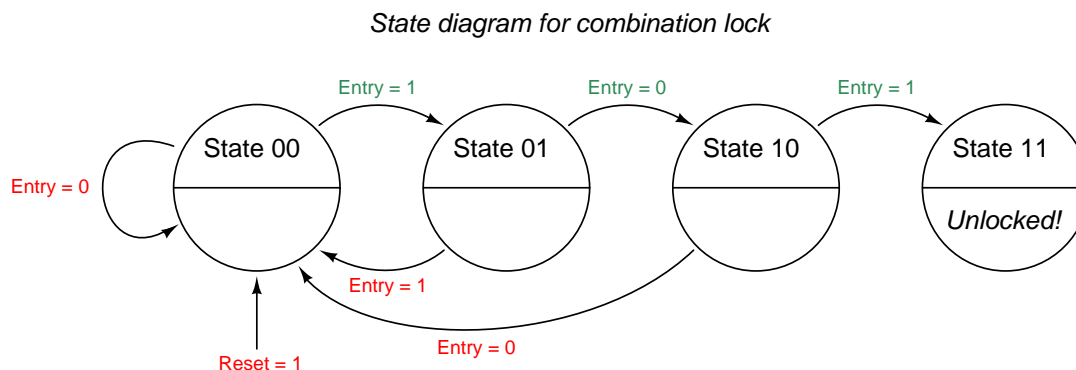 State diagram for combination lock
Entry = 1
Entry = 0
Entry = 1
State 00
State 01
State 10
State 11
Entry = 0
Unlocked!
Entry = 1
Entry = 0
Reset = 1